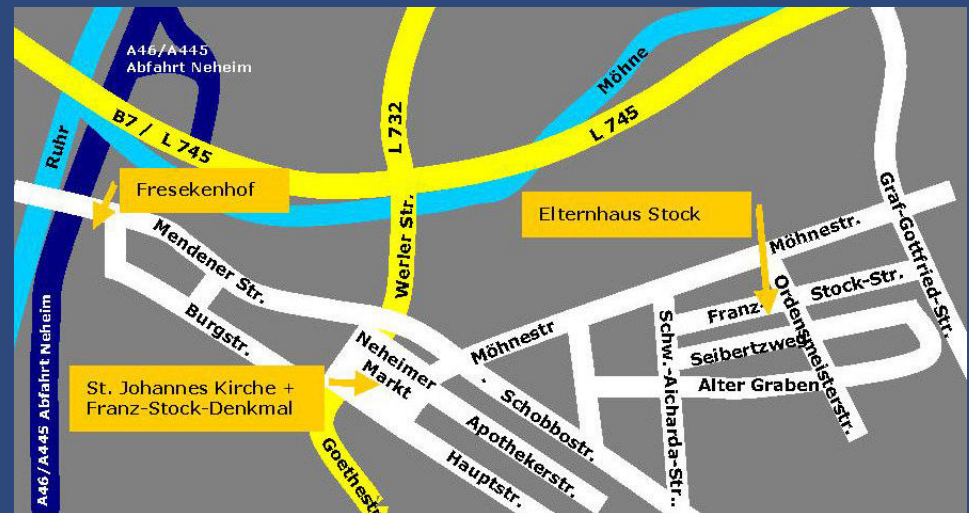 A46/A445
Abfahrt Neheim
Möhne
B7 / L 745
L 732
L 745
Ruhr
Fresekenhof
Elternhaus Stock
Graf-Gottfried-Str.
Möhnestr.
Mendener Str.
Werler Str.
Ordensmeisterstr.
Franz-Stock-Str.
Burgstr.
Neheimer
Markt
Möhnestr
Schw.-Aicharda-Str..
Seibertzweg
Alter Graben
St. Johannes Kirche +
Franz-Stock-Denkmal
Schobbostr.
Apothekerstr.
Hauptstr.
Goethestr
A46/A445 Abfahrt Neheim